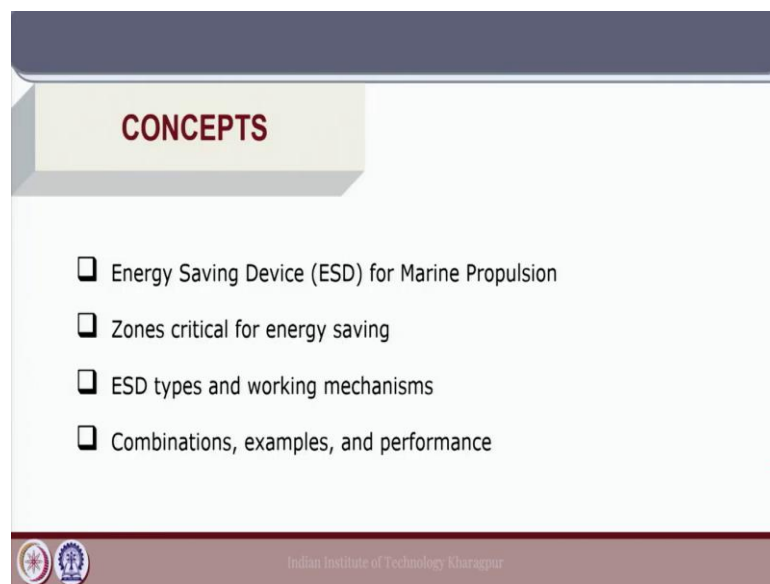 CONCEPTS
Energy Saving Device (ESD) for Marine Propulsion
Zones critical for energy saving
ESD types and working mechanisms
Combinations, examples, and performance
Indian Institute of Technology Kharagpur